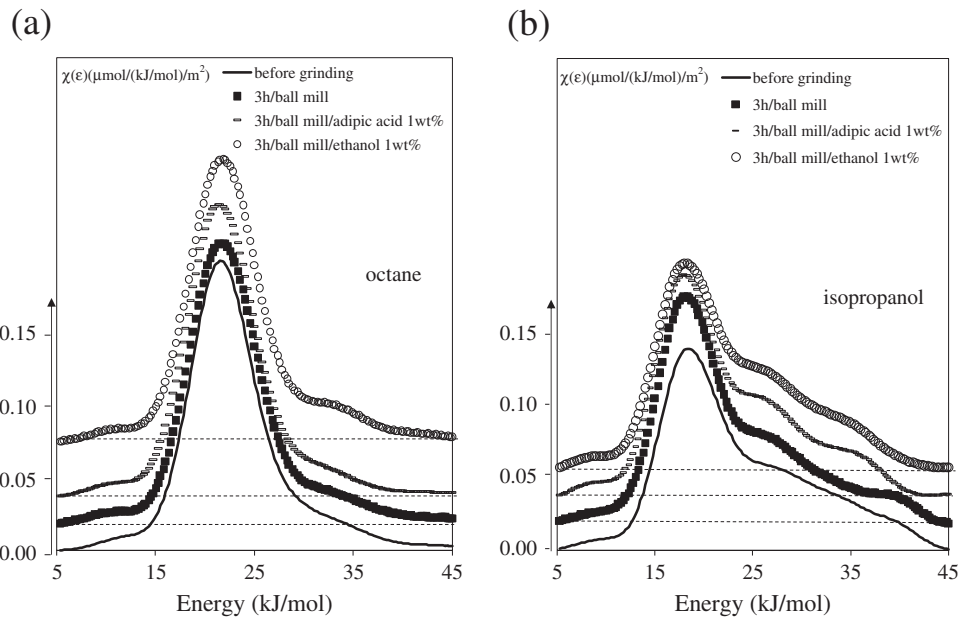 (a)
χ(ε)(μmol/(kJ/mol)/m²)
before grinding
3h/ball mill
3h/ball mill/adipic acid 1wt%
3h/ball mill/ethanol 1wt%
octane
0.15
0.10
0.05
0.00
5 15 25 35 45
Energy (kJ/mol)
(b)
χ(ε)(μmol/(kJ/mol)/m²)
before grinding
3h/ball mill
3h/ball mill/adipic acid 1wt%
3h/ball mill/ethanol 1wt%
isopropanol
0.15
0.10
0.05
0.00
5 15 25 35 45
Energy (kJ/mol)